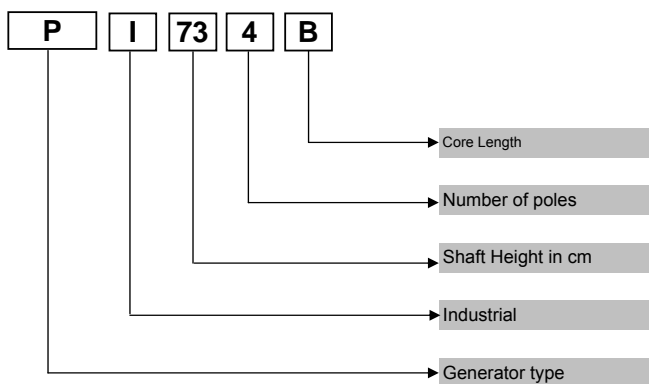 P I 73 4 B
Core Length
Number of poles
Shaft Height in cm
Industrial
Generator type